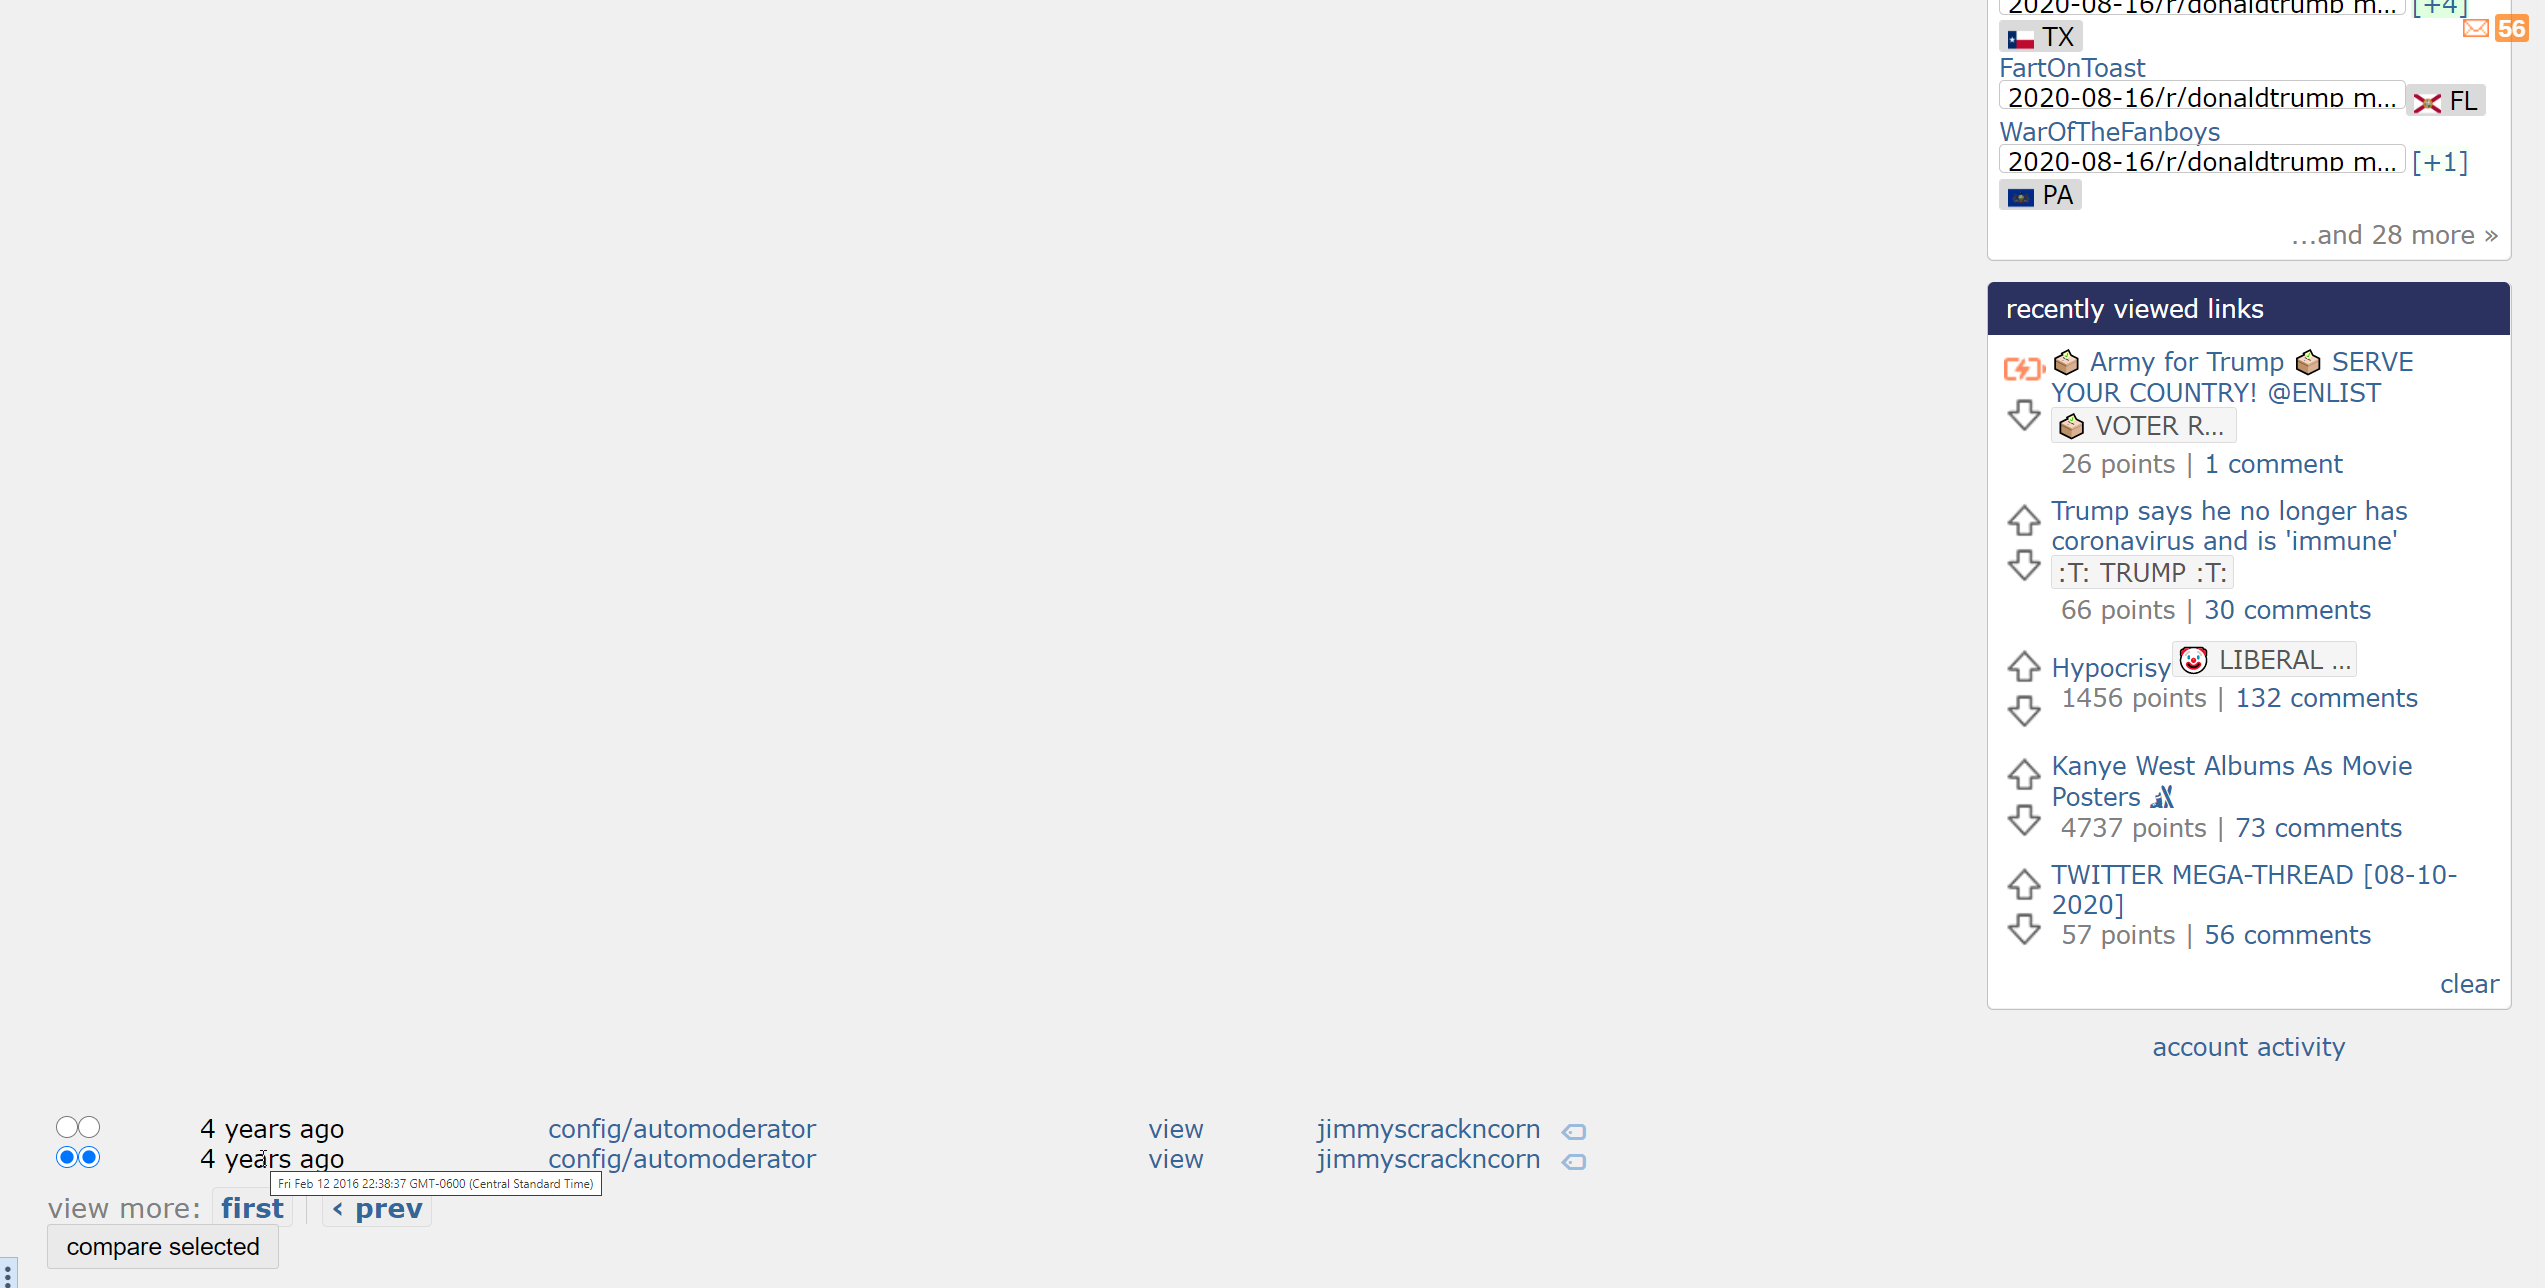 2020-08-16/r/donaldtrump m... [+4]
56
TX
FartOnToast
2020-08-16/r/donaldtrump m... FL
WarOfTheFanboys
2020-08-16/r/donaldtrump m... [+1]
PA
...and 28 more »
recently viewed links
Army for Trump SERVE
YOUR COUNTRY! @ENLIST
VOTER R...
26 points | 1 comment
Trump says he no longer has
coronavirus and is 'immune'
:T: TRUMP :T:
66 points | 30 comments
Hypocrisy LIBERAL ...
1456 points | 132 comments
Kanye West Albums As Movie
Posters
4737 points | 73 comments
TWITTER MEGA-THREAD [08-10-
2020]
57 points | 56 comments
clear
account activity
4 years ago config/automoderator view jimmyscrackncorn
4 years ago config/automoderator view jimmyscrackncorn
Fri Feb 12 2016 22:38:37 GMT-0600 (Central Standard Time)
view more: first | ‹ prev
compare selected